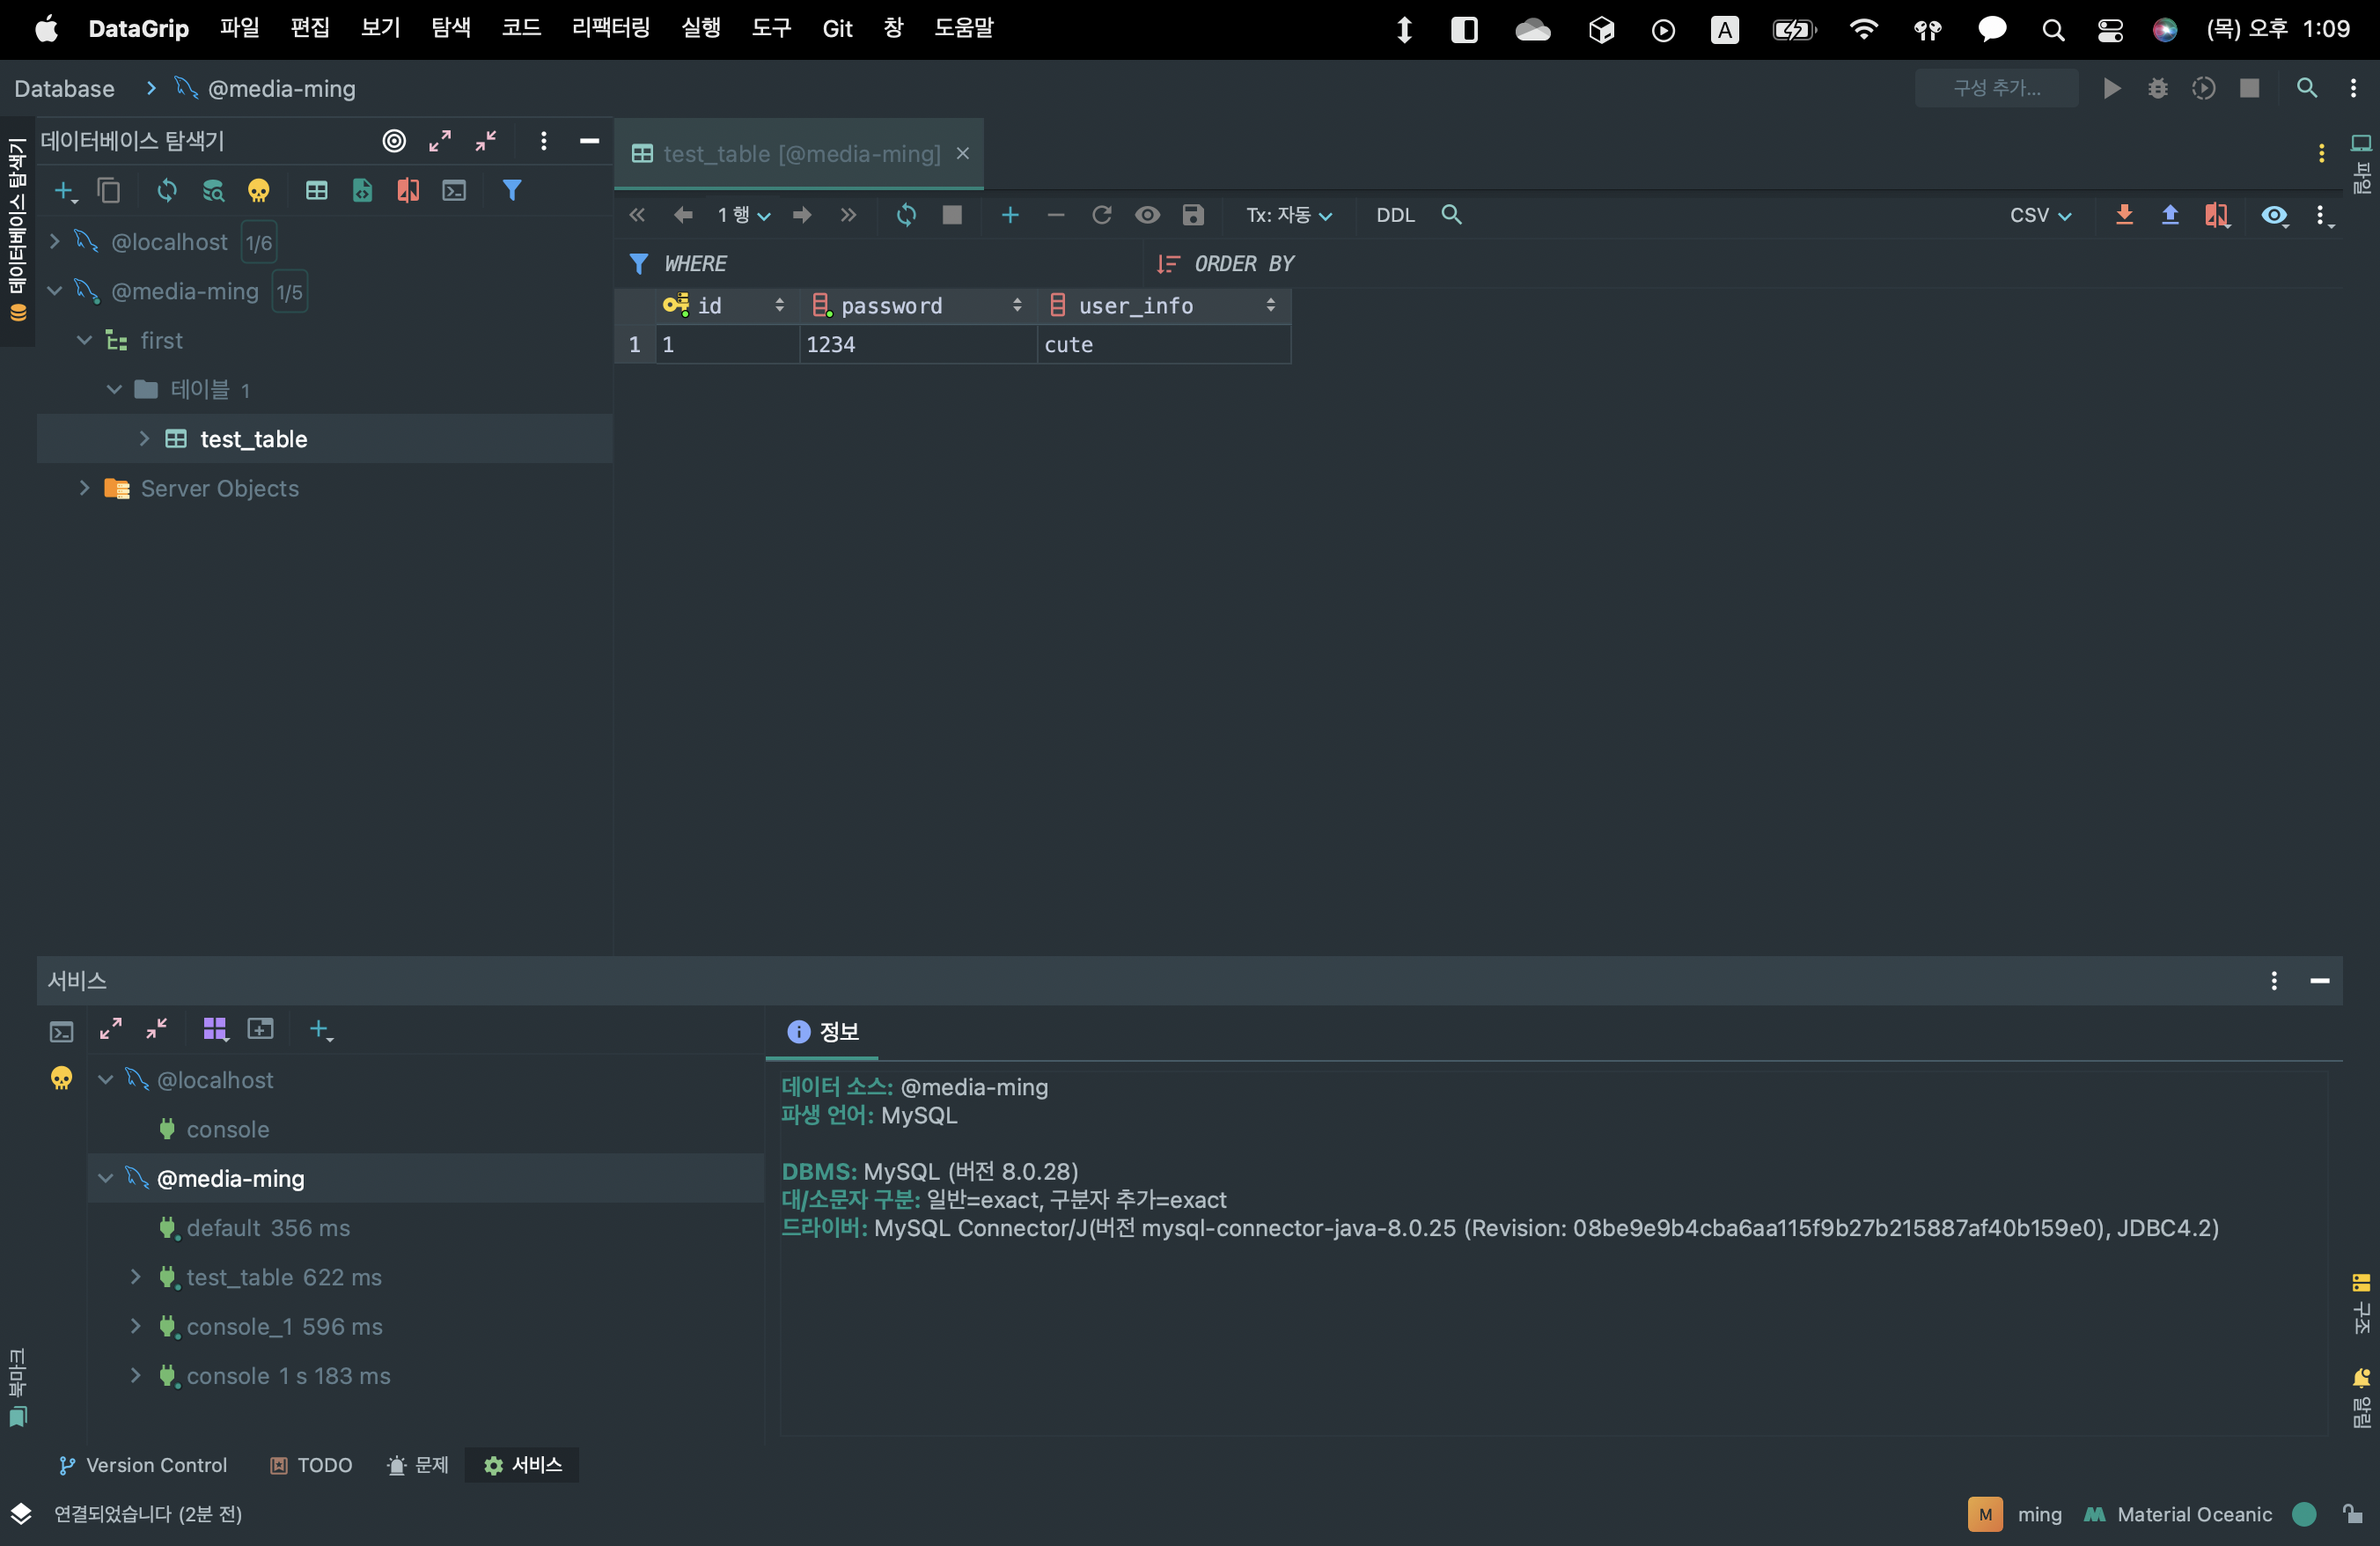 DataGrip 파일 편집 보기 탐색 코드 리팩터링 실행 도구 Git 창 도움말 A (목) 오후 1:09
Database @media-ming 구성 추가...
데이터베이스 탐색기
데이터베이스 탐색기
test_table [@media-ming]
파일
1 행 Tx: 자동 DDL CSV
@localhost 1/6
WHERE ORDER BY
@media-ming 1/5
id password user_info
first
1 1 1234 cute
테이블 1
test_table
Server Objects
서비스
정보
@localhost
데이터 소스: @media-ming
파생 언어: MySQL
console
DBMS: MySQL (버전 8.0.28)
@media-ming
대/소문자 구분: 일반=exact, 구분자 추가=exact
default 356 ms
드라이버: MySQL Connector/J(버전 mysql-connector-java-8.0.25 (Revision: 08be9e9b4cba6aa115f9b27b215887af40b159e0), JDBC4.2)
test_table 622 ms
console_1 596 ms
구조
console 1 s 183 ms
북마크
알림
Version Control TODO 문제 서비스
연결되었습니다 (2분 전) M ming Material Oceanic